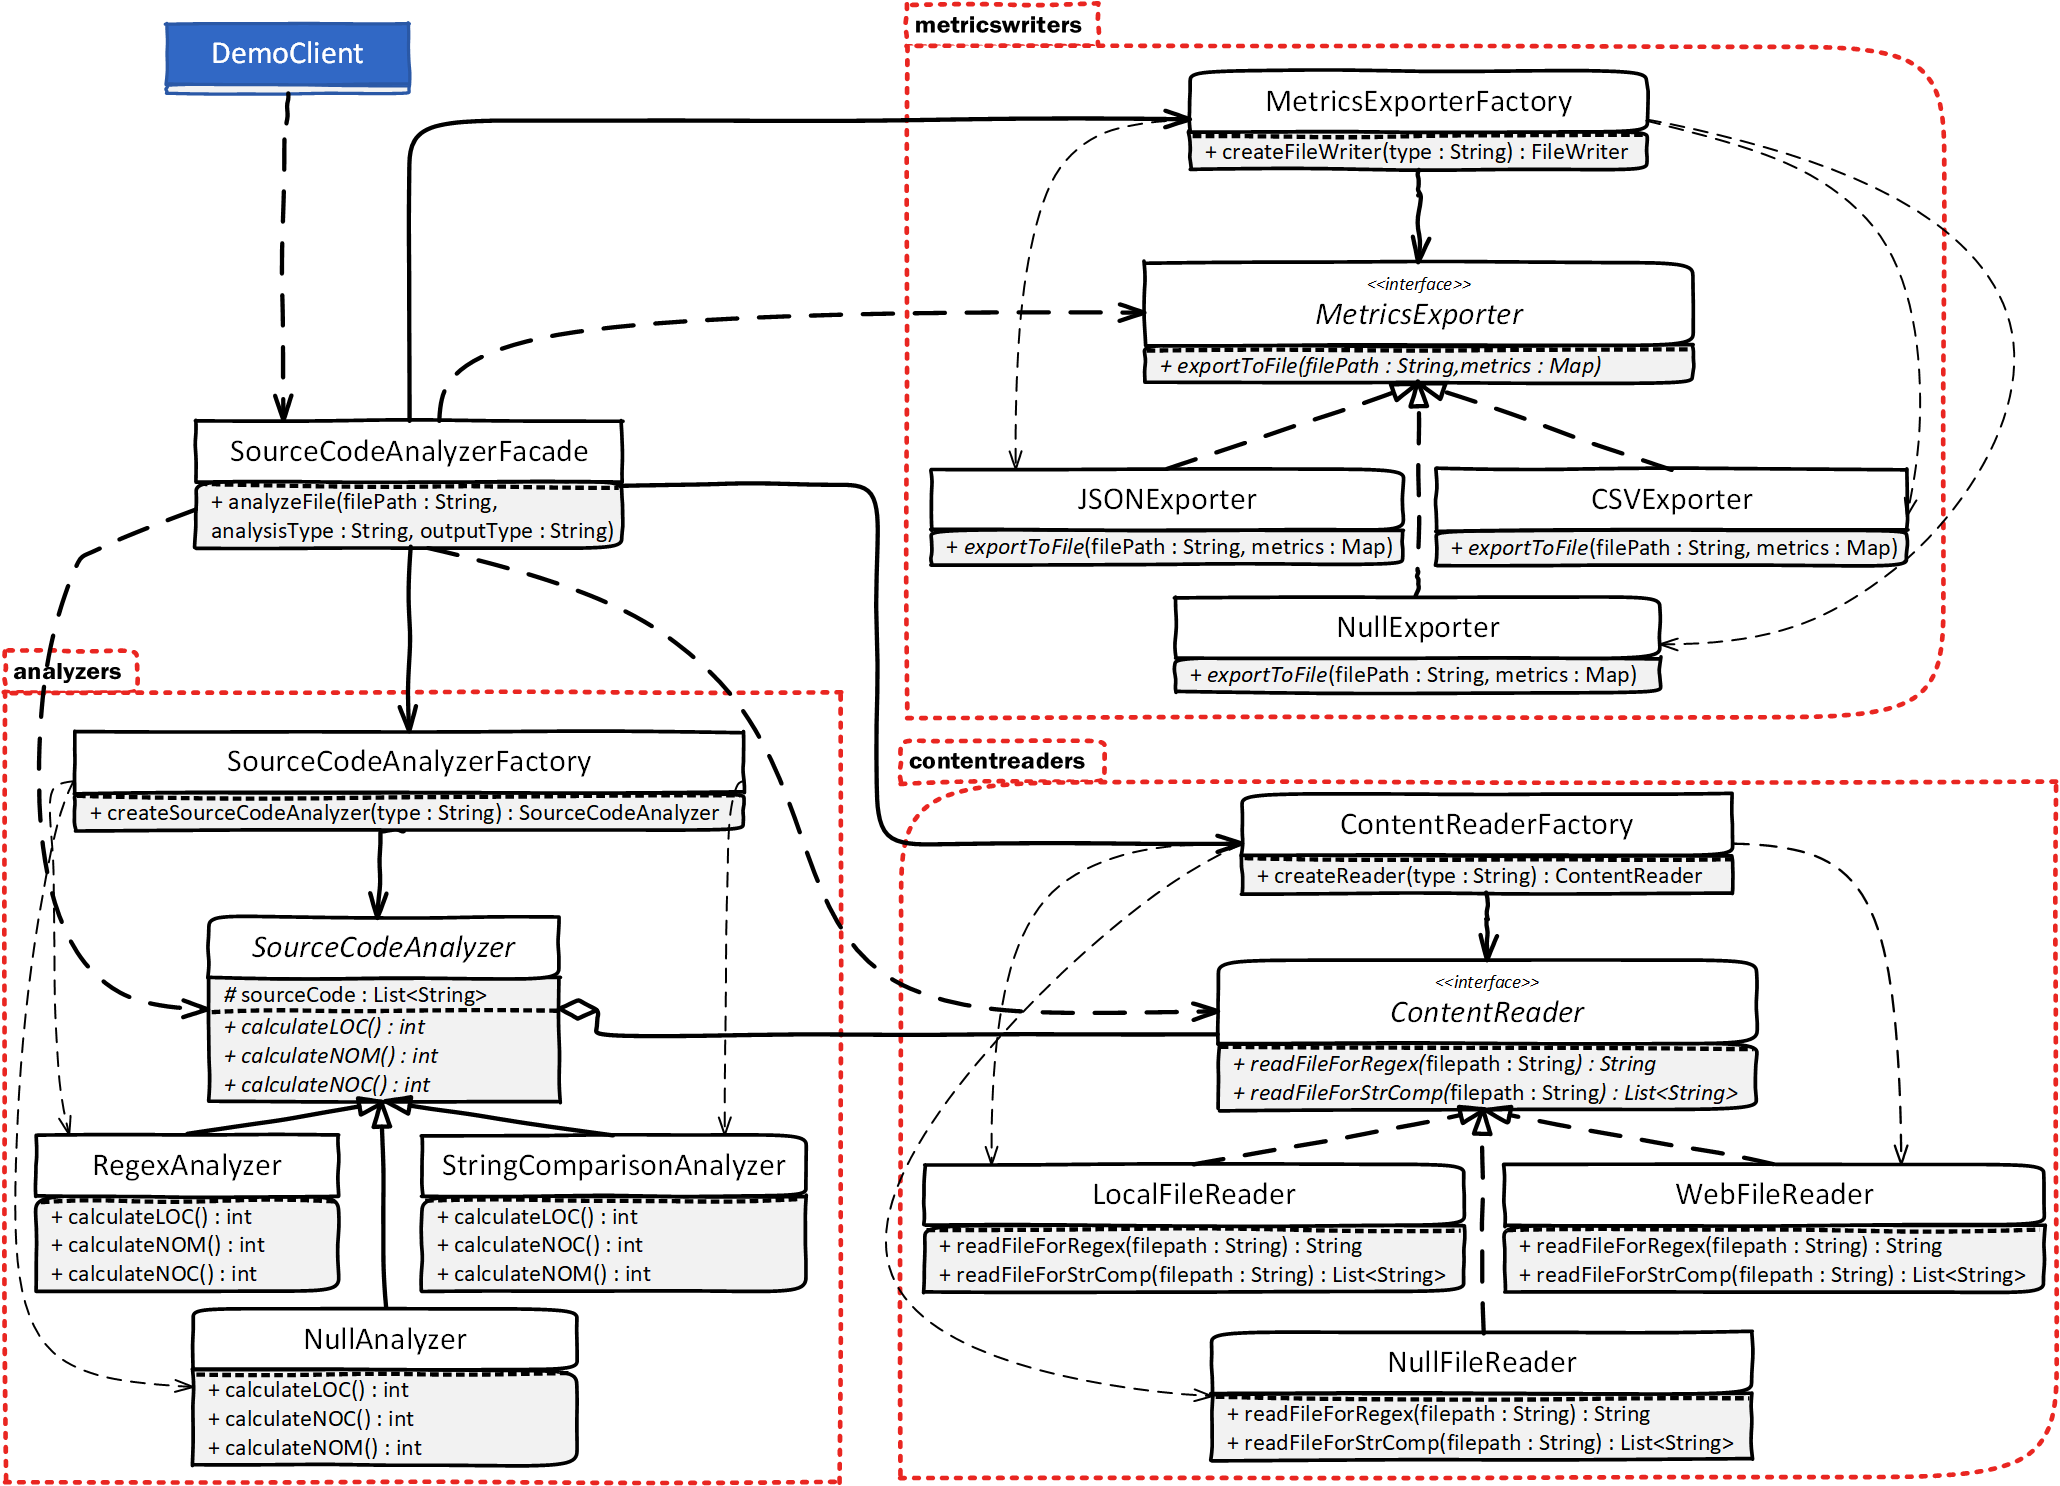 DemoClient
SourceCodeAnalyzerFacade
+ analyzeFile(filePath : String,
analysisType : String, outputType : String)
metricswriters
MetricsExporterFactory
+ createFileWriter(type : String) : FileWriter
<<interface>>
MetricsExporter
+ exportToFile(filePath : String,metrics : Map)
JSONExporter
+ exportToFile(filePath : String, metrics : Map)
CSVExporter
+ exportToFile(filePath : String, metrics : Map)
NullExporter
+ exportToFile(filePath : String, metrics : Map)
analyzers
SourceCodeAnalyzerFactory
+ createSourceCodeAnalyzer(type : String) : SourceCodeAnalyzer
SourceCodeAnalyzer
# sourceCode : List<String>
+ calculateLOC() : int
+ calculateNOM() : int
+ calculateNOC() : int
RegexAnalyzer
+ calculateLOC() : int
+ calculateNOM() : int
+ calculateNOC() : int
StringComparisonAnalyzer
+ calculateLOC() : int
+ calculateNOC() : int
+ calculateNOM() : int
NullAnalyzer
+ calculateLOC() : int
+ calculateNOC() : int
+ calculateNOM() : int
contentreaders
ContentReaderFactory
+ createReader(type : String) : ContentReader
<<interface>>
ContentReader
+ readFileForRegex(filepath : String) : String
+ readFileForStrComp(filepath : String) : List<String>
LocalFileReader
+ readFileForRegex(filepath : String) : String
+ readFileForStrComp(filepath : String) : List<String>
WebFileReader
+ readFileForRegex(filepath : String) : String
+ readFileForStrComp(filepath : String) : List<String>
NullFileReader
+ readFileForRegex(filepath : String) : String
+ readFileForStrComp(filepath : String) : List<String>